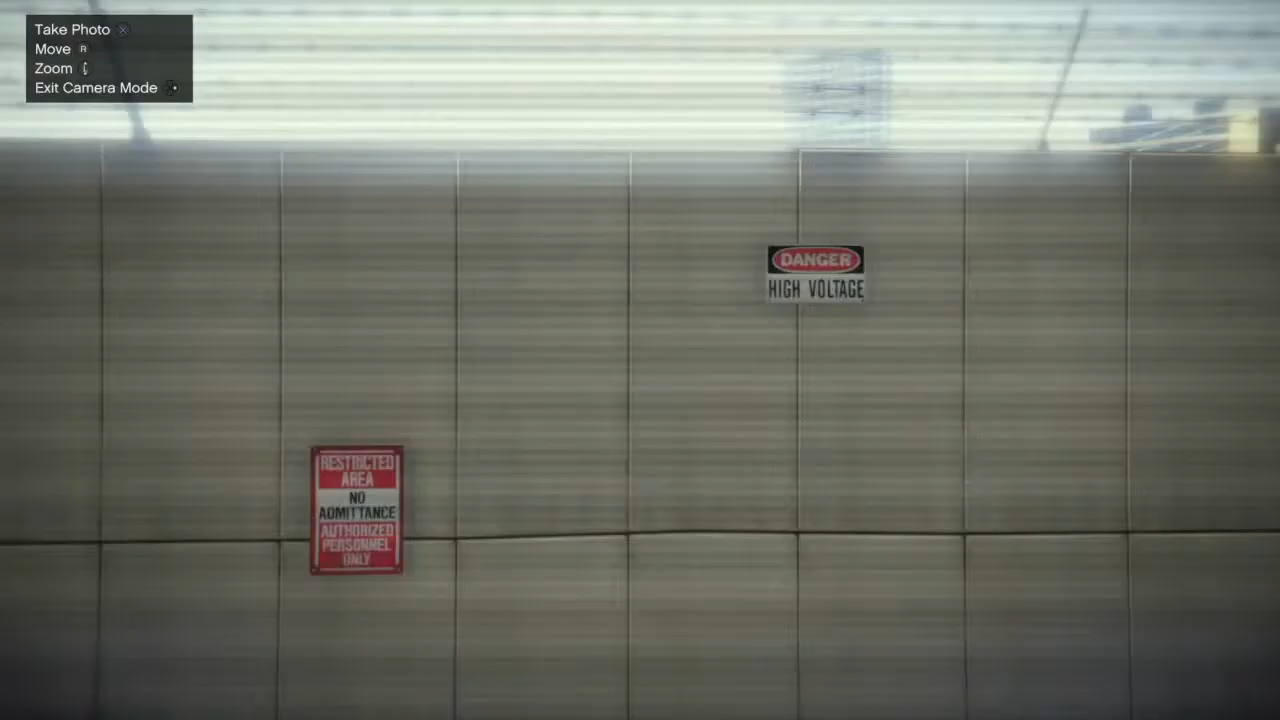 Take Photo
Move R
Zoom
Exit Camera Mode
DANGER
HIGH VOLTAGE
RESTRICTED
AREA
NO
ADMITTANCE
AUTHORIZED
PERSONNEL
ONLY